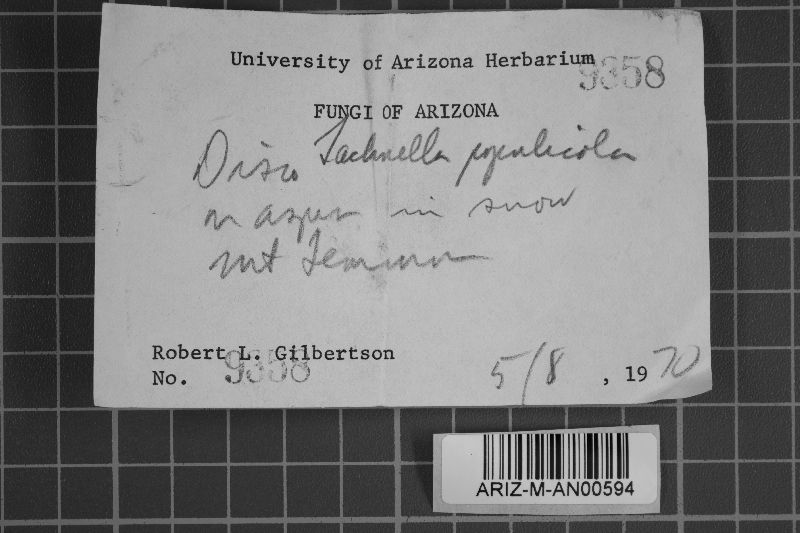 University of Arizona Herbarium
9358
FUNGI OF ARIZONA
Disco Lachnella populicola
on aspen in snow
Mt Lemmon
Robert L. Gilbertson
No. 9358
5/8, 1970
ARIZ-M-AN00594